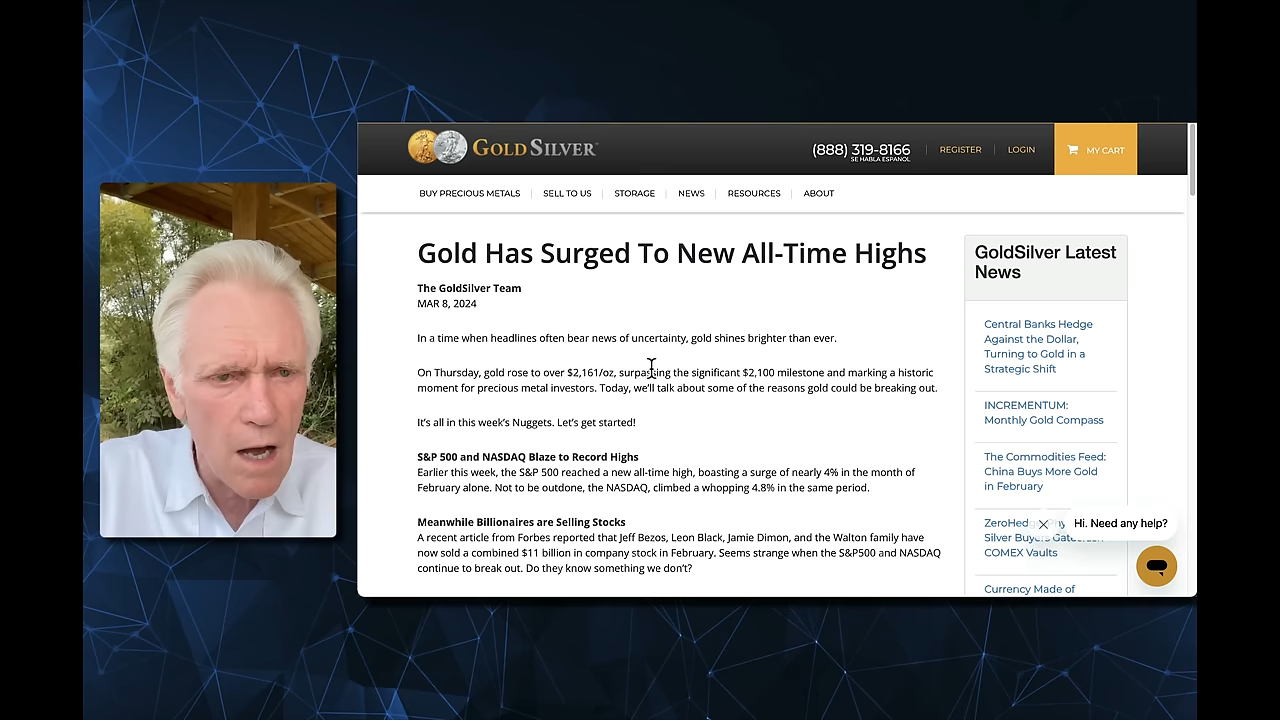 GOLD SILVER
(888) 319-8166
SE HABLA ESPANOL
REGISTER
LOGIN
MY CART
BUY PRECIOUS METALS
SELL TO US
STORAGE
NEWS
RESOURCES
ABOUT
Gold Has Surged To New All-Time Highs
The GoldSilver Team
MAR 8, 2024
In a time when headlines often bear news of uncertainty, gold shines brighter than ever.
On Thursday, gold rose to over $2,161/oz, surpassing the significant $2,100 milestone and marking a historic
moment for precious metal investors. Today, we'll talk about some of the reasons gold could be breaking out.
It's all in this week's Nuggets. Let's get started!
S&P 500 and NASDAQ Blaze to Record Highs
Earlier this week, the S&P 500 reached a new all-time high, boasting a surge of nearly 4% in the month of
February alone. Not to be outdone, the NASDAQ, climbed a whopping 4.8% in the same period.
Meanwhile Billionaires are Selling Stocks
A recent article from Forbes reported that Jeff Bezos, Leon Black, Jamie Dimon, and the Walton family have
now sold a combined $11 billion in company stock in February. Seems strange when the S&P500 and NASDAQ
continue to break out. Do they know something we don't?
GoldSilver Latest
News
Central Banks Hedge
Against the Dollar,
Turning to Gold in a
Strategic Shift
INCREMENTUM:
Monthly Gold Compass
The Commodities Feed:
China Buys More Gold
in February
ZeroHedge
Silver Buyers
COMEX Vaults
Hi. Need any help?
Currency Made of